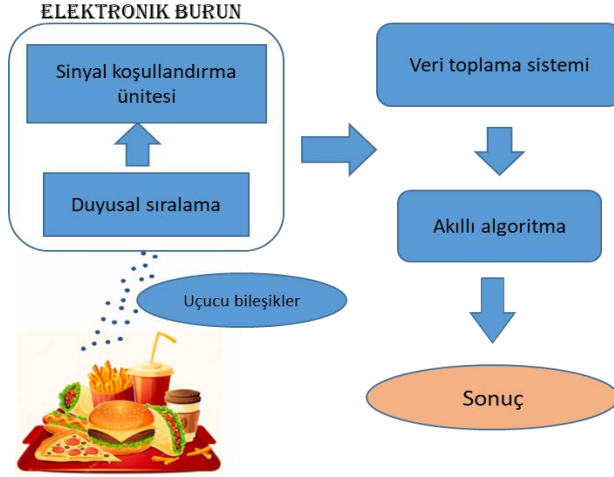 ELEKTRONIK BURUN
Sinyal koşullandırma
ünitesi
Duyusal sıralama
Uçucu bileşikler
Veri toplama sistemi
Akıllı algoritma
Sonuç